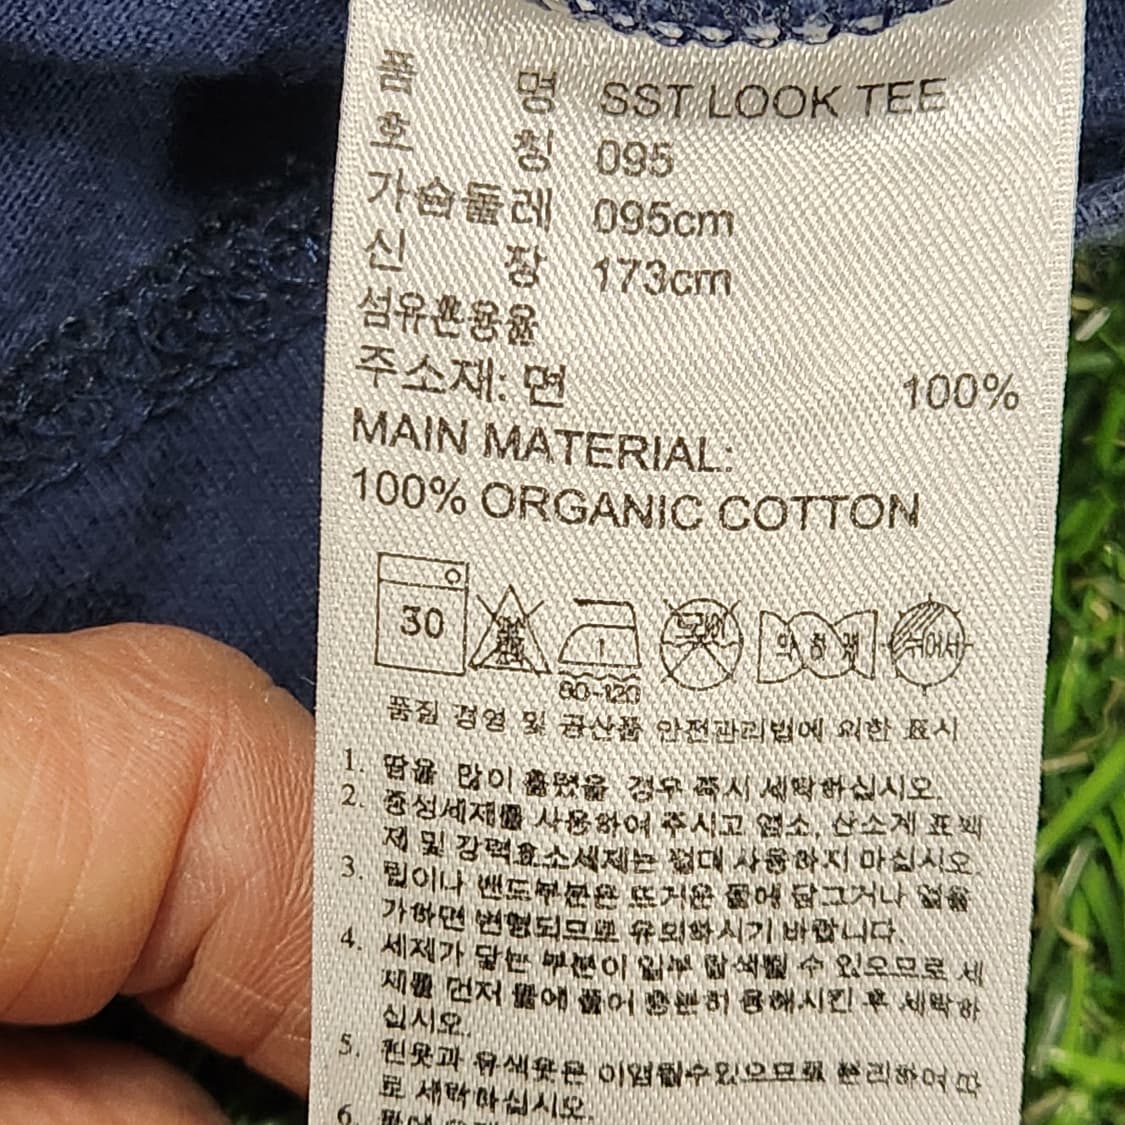 품 명 SST LOOK TEE
호 칭 095
가슴둘레 095cm
신 장 173cm
섬유혼용율
주소재: 면 100%
MAIN MATERIAL:
100% ORGANIC COTTON
30 드라이 약하게 뉘어서
80-120
품질 경영 및 공산품 안전관리법에 의한 표시
1. 땀을 많이 흘렸을 경우 즉시 세탁하십시오.
2. 중성세제를 사용하여 주시고 염소, 산소계 표백
제 및 강력효소세제는 절대 사용하지 마십시오.
3. 립이나 밴드부분은 뜨거운 물에 담그거나 열을
가하면 변형되므로 유의하시기 바랍니다.
4. 세제가 닿는 부분이 일부 탈색될 수 있으므로 세
제를 먼저 물에 풀어 충분히 용해시킨 후 세탁하
십시오.
5. 흰옷과 유색옷은 이염될수있으므로 분리하여 따
로 세탁하십시오.
6.